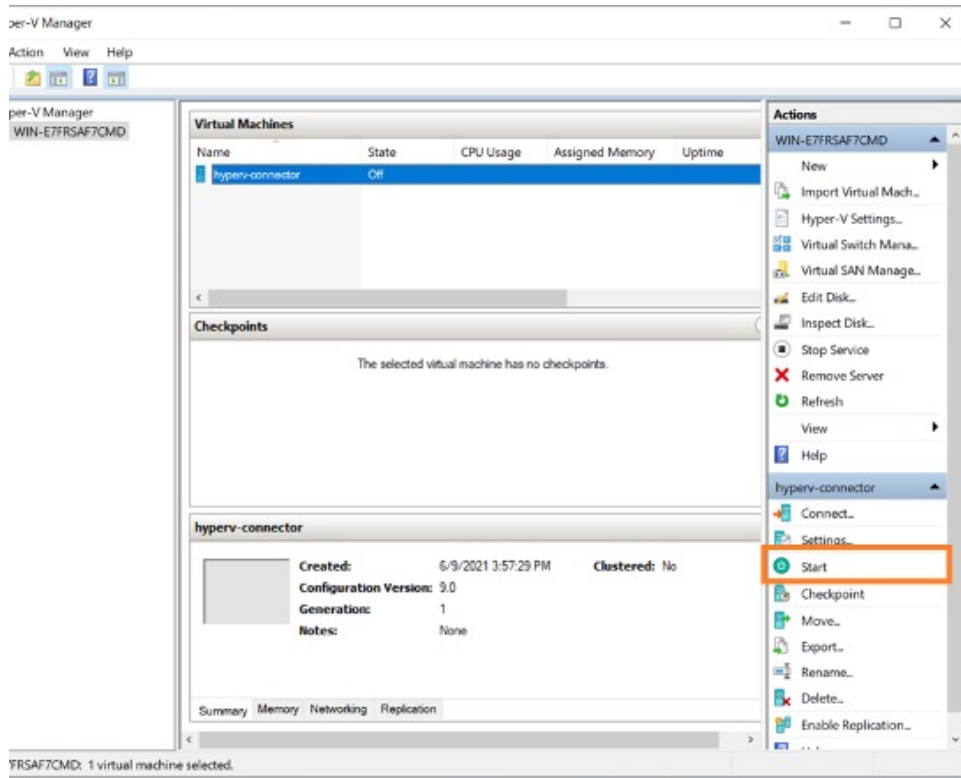 per-V Manager
Action View Help
per-V Manager
WIN-E7FRSAF7CMD
Virtual Machines
Name State CPU Usage Assigned Memory Uptime
hyperv-connector Off
Checkpoints
The selected virtual machine has no checkpoints.
hyperv-connector
Created: 6/9/2021 3:57:29 PM Clustered: No
Configuration Version: 9.0
Generation: 1
Notes: None
Summary Memory Networking Replication
Actions
WIN-E7FRSAF7CMD
New
Import Virtual Mach...
Hyper-V Settings...
Virtual Switch Mana...
Virtual SAN Manage...
Edit Disk...
Inspect Disk...
Stop Service
Remove Server
Refresh
View
Help
hyperv-connector
Connect...
Settings...
Start
Checkpoint
Move...
Export...
Rename...
Delete...
Enable Replication...
7FRSAF7CMD: 1 virtual machine selected.